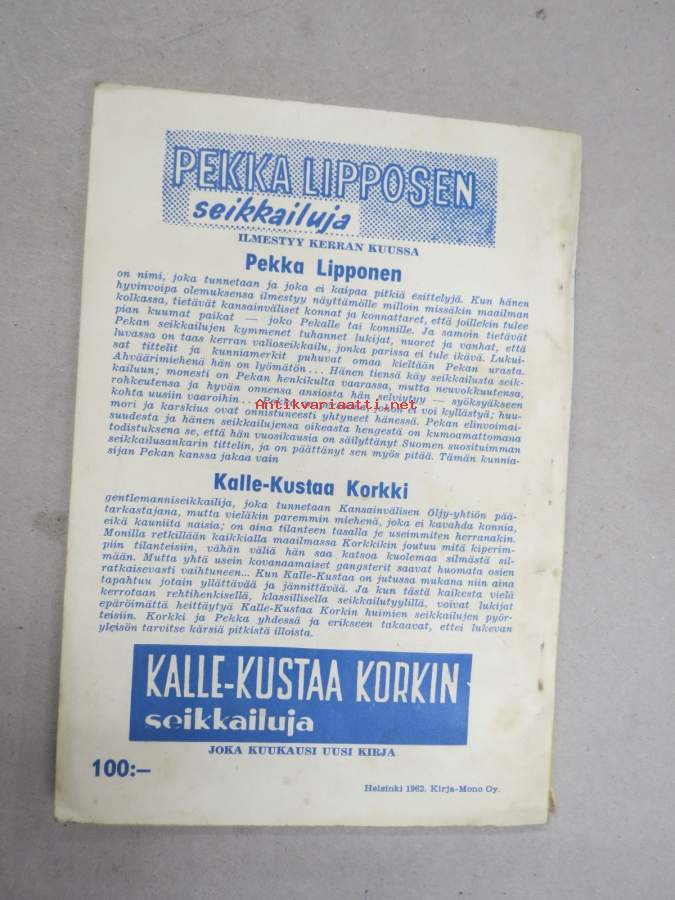 PEKKA LIPPOSEN
seikkailuja
ILMESTYY KERRAN KUUSSA
Pekka Lipponen
on nimi, joka tunnetaan ja joka ei kaipaa pitkiä esittelyjä. Kun hänen
hyvinvoipa olemuksensa ilmestyy näyttämölle milloin missäkin maailman
kolkassa, tietävät kansainväliset konnat ja konnattaret, että joillekin tulee
pian kuumat paikat — joko Pekalle tai konnille. Ja samoin tietävät
Pekan seikkailujen kymmenet tuhannet lukijat, nuoret ja vanhat, että
luvassa on taas kerran valioseikkailu, jonka parissa ei tule ikävä. Lukui-
sat tittelit ja kunniamerkit puhuvat omaa kieltään Pekan urasta.
Ahväärimiehenä hän on lyömätön... Hänen tiensä käy seikkailusta seik-
kailuun; monesti on Pekan henkikulta vaarassa, mutta neuvokkuutensa,
rohkeutensa ja hyvän onnensa ansiosta hän selviytyy — syöksyäkseen
kohta uusiin vaaroihin... Pekka on mies, johon ei voi kyllästyä; huu-
Antikvariaatti.net
mori ja karskius ovat onnistuneesti yhtyneet hänessä. Pekan elinvoimai-
suudesta ja hänen seikkailujensa oikeasta hengestä on kumoamattomana
todistuksena se, että hän vuosikausia on säilyttänyt Suomen suosituimman
seikkailusankarin tittelin, ja on päättänyt sen myös pitää. Tämän kunnia-
sijan Pekan kanssa jakaa vain
Kalle-Kustaa Korkki
gentlemanniseikkailija, joka tunnetaan Kansainvälisen Öljy-yhtiön pää-
tarkastajana, mutta vieläkin paremmin miehenä, joka ei kavahda konnia,
eikä kauniita naisia; on aina tilanteen tasalla ja useimmiten herranakin.
Monilla retkillään kaikkialla maailmassa Korkkikin joutuu mitä kiperim-
piin tilanteisiin, vähän väliä hän saa katsoa kuolemaa silmästä sil-
mään. Mutta yhtä usein kovanaamaiset gangsterit saavat huomata osien
ratkaisevasti vaihtuneen... Kun Kalle-Kustaa on jutussa mukana niin aina
tapahtuu jotain yllättävää ja jännittävää. Ja kun tästä kaikesta vielä
kerrotaan rehtihenkisellä, klassillisella seikkailutyylillä, voivat lukijat
epäröimättä heittäytyä Kalle-Kustaa Korkin huimien seikkailujen pyör-
teisiin. Korkki ja Pekka yhdessä ja erikseen takaavat, ettei lukevan
yleisön tarvitse kärsiä pitkistä illoista.
KALLE-KUSTAA KORKIN
seikkailuja
JOKA KUUKAUSI UUSI KIRJA
100:—
Helsinki 1962. Kirja-Mono Oy.